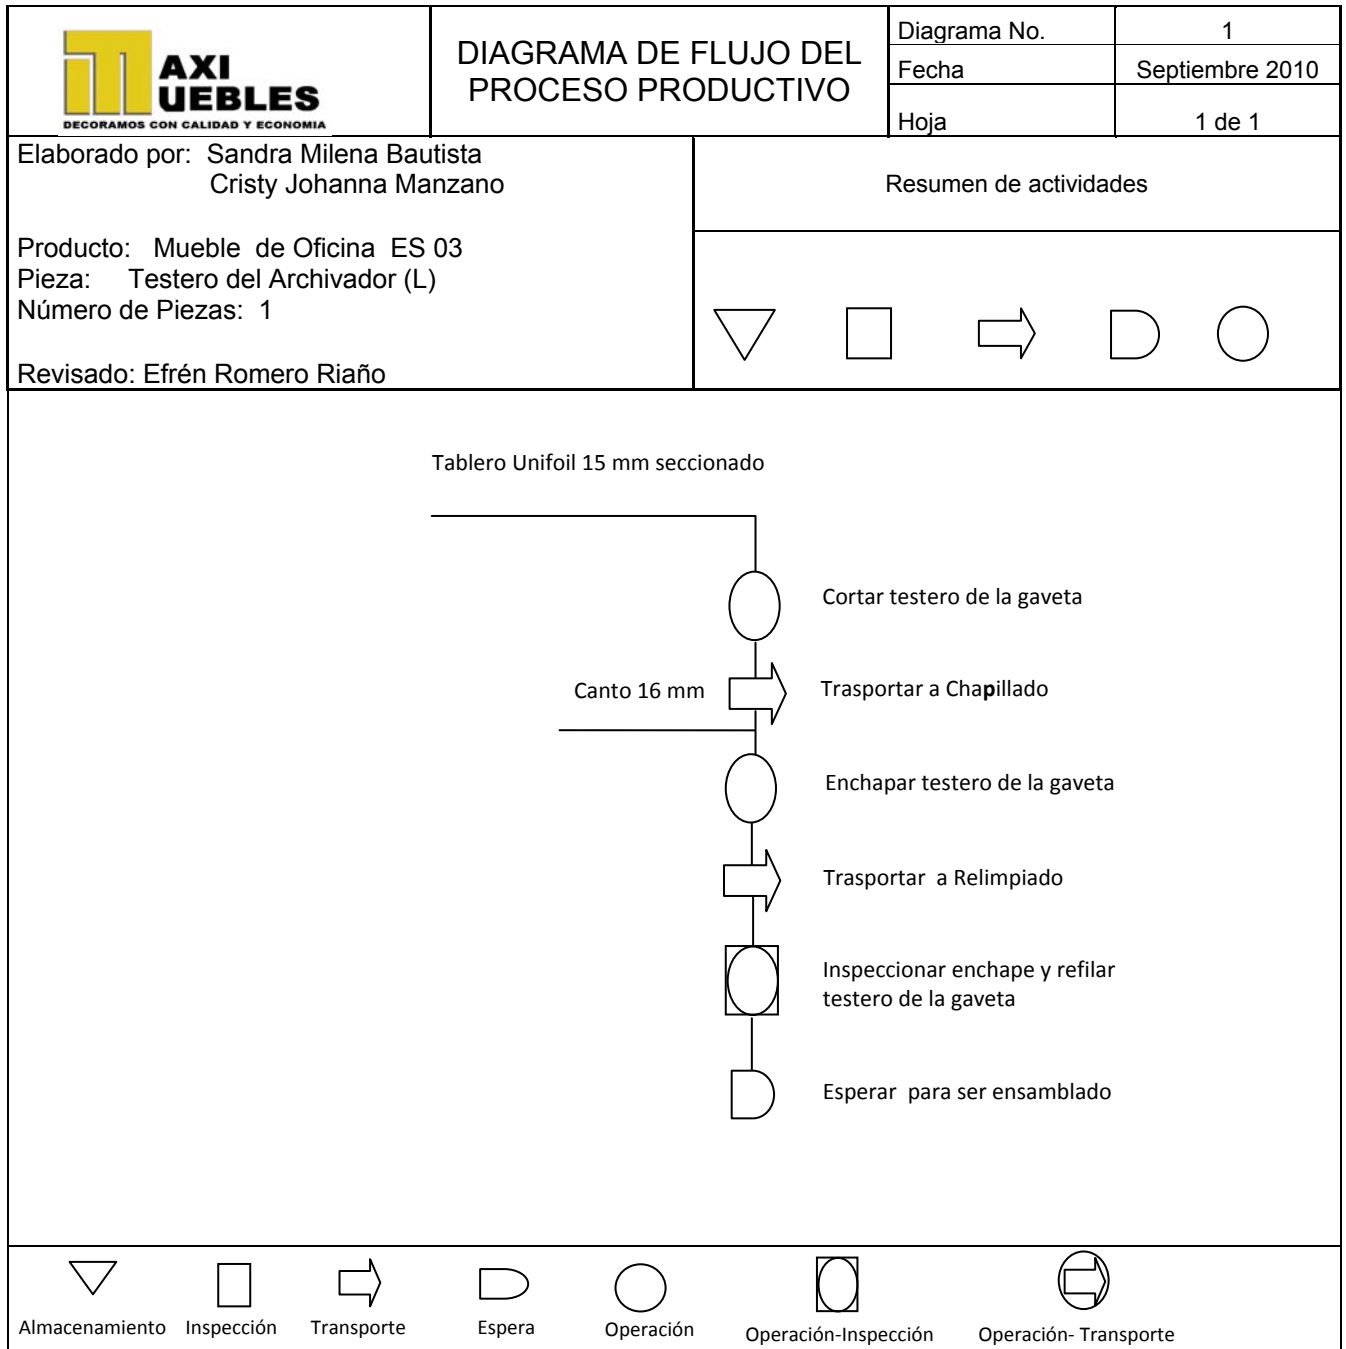 AXI
UEBLES
DECORAMOS CON CALIDAD Y ECONOMIA
DIAGRAMA DE FLUJO DEL
PROCESO PRODUCTIVO
Diagrama No. 1
Fecha Septiembre 2010
Hoja 1 de 1
Elaborado por: Sandra Milena Bautista
Cristy Johanna Manzano
Producto: Mueble de Oficina ES 03
Pieza: Testero del Archivador (L)
Número de Piezas: 1
Revisado: Efrén Romero Riaño
Resumen de actividades
Tablero Unifoil 15 mm seccionado
Cortar testero de la gaveta
Canto 16 mm
Trasportar a Chapillado
Enchapar testero de la gaveta
Trasportar a Relimpiado
Inspeccionar enchape y refilar
testero de la gaveta
Esperar para ser ensamblado
Almacenamiento
Inspección
Transporte
Espera
Operación
Operación-Inspección
Operación- Transporte